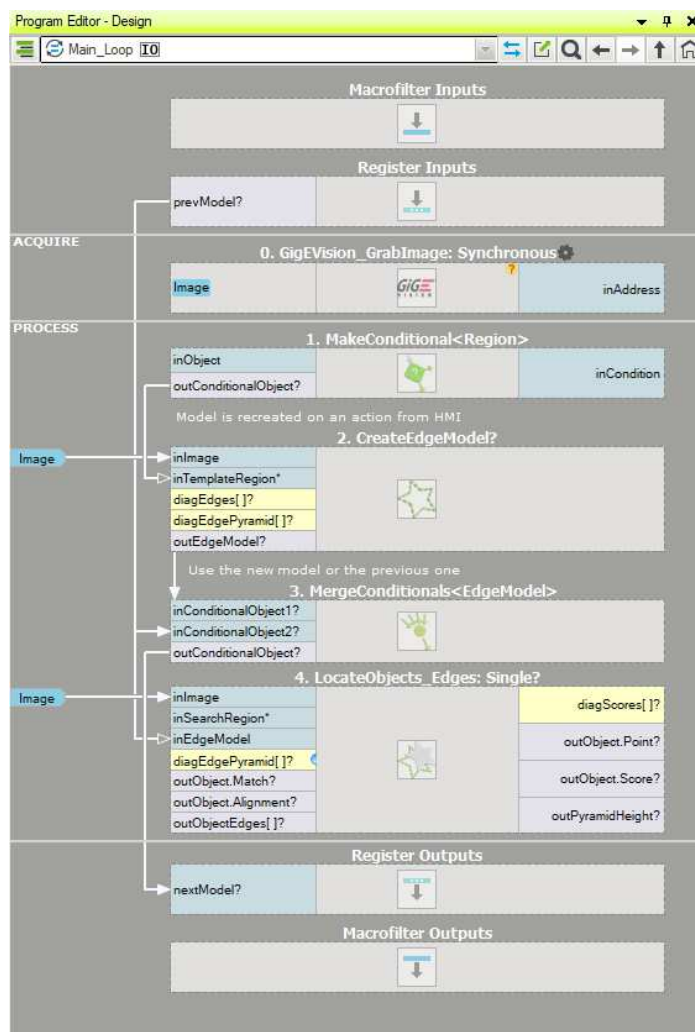 Program Editor - Design
Main_Loop IO
Macrofilter Inputs
Register Inputs
prevModel?
ACQUIRE
0. GigEVision_GrabImage: Synchronous
Image
GiGE
VISION
?
inAddress
PROCESS
1. MakeConditional<Region>
inObject
outConditionalObject?
inCondition
Model is recreated on an action from HMI
2. CreateEdgeModel?
Image
inImage
inTemplateRegion*
diagEdges[ ]?
diagEdgePyramid[ ]?
outEdgeModel?
Use the new model or the previous one
3. MergeConditionals<EdgeModel>
inConditionalObject1?
inConditionalObject2?
outConditionalObject?
4. LocateObjects_Edges: Single?
Image
inImage
inSearchRegion*
inEdgeModel
diagEdgePyramid[ ]?
outObject.Match?
outObject.Alignment?
outObjectEdges[ ]?
diagScores[ ]?
outObject.Point?
outObject.Score?
outPyramidHeight?
Register Outputs
nextModel?
Macrofilter Outputs